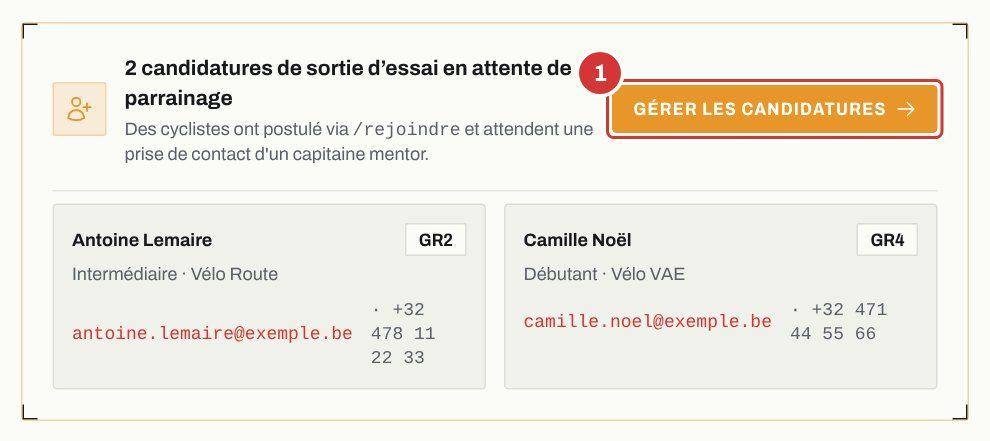 2 candidatures de sortie d’essai en attente de
parrainage
1
GÉRER LES CANDIDATURES →
Des cyclistes ont postulé via /rejoindre et attendent une
prise de contact d'un capitaine mentor.
Antoine Lemaire
GR2
Intermédiaire · Vélo Route
antoine.lemaire@exemple.be
· +32
478 11
22 33
Camille Noël
GR4
Débutant · Vélo VAE
camille.noel@exemple.be
· +32 471
44 55 66